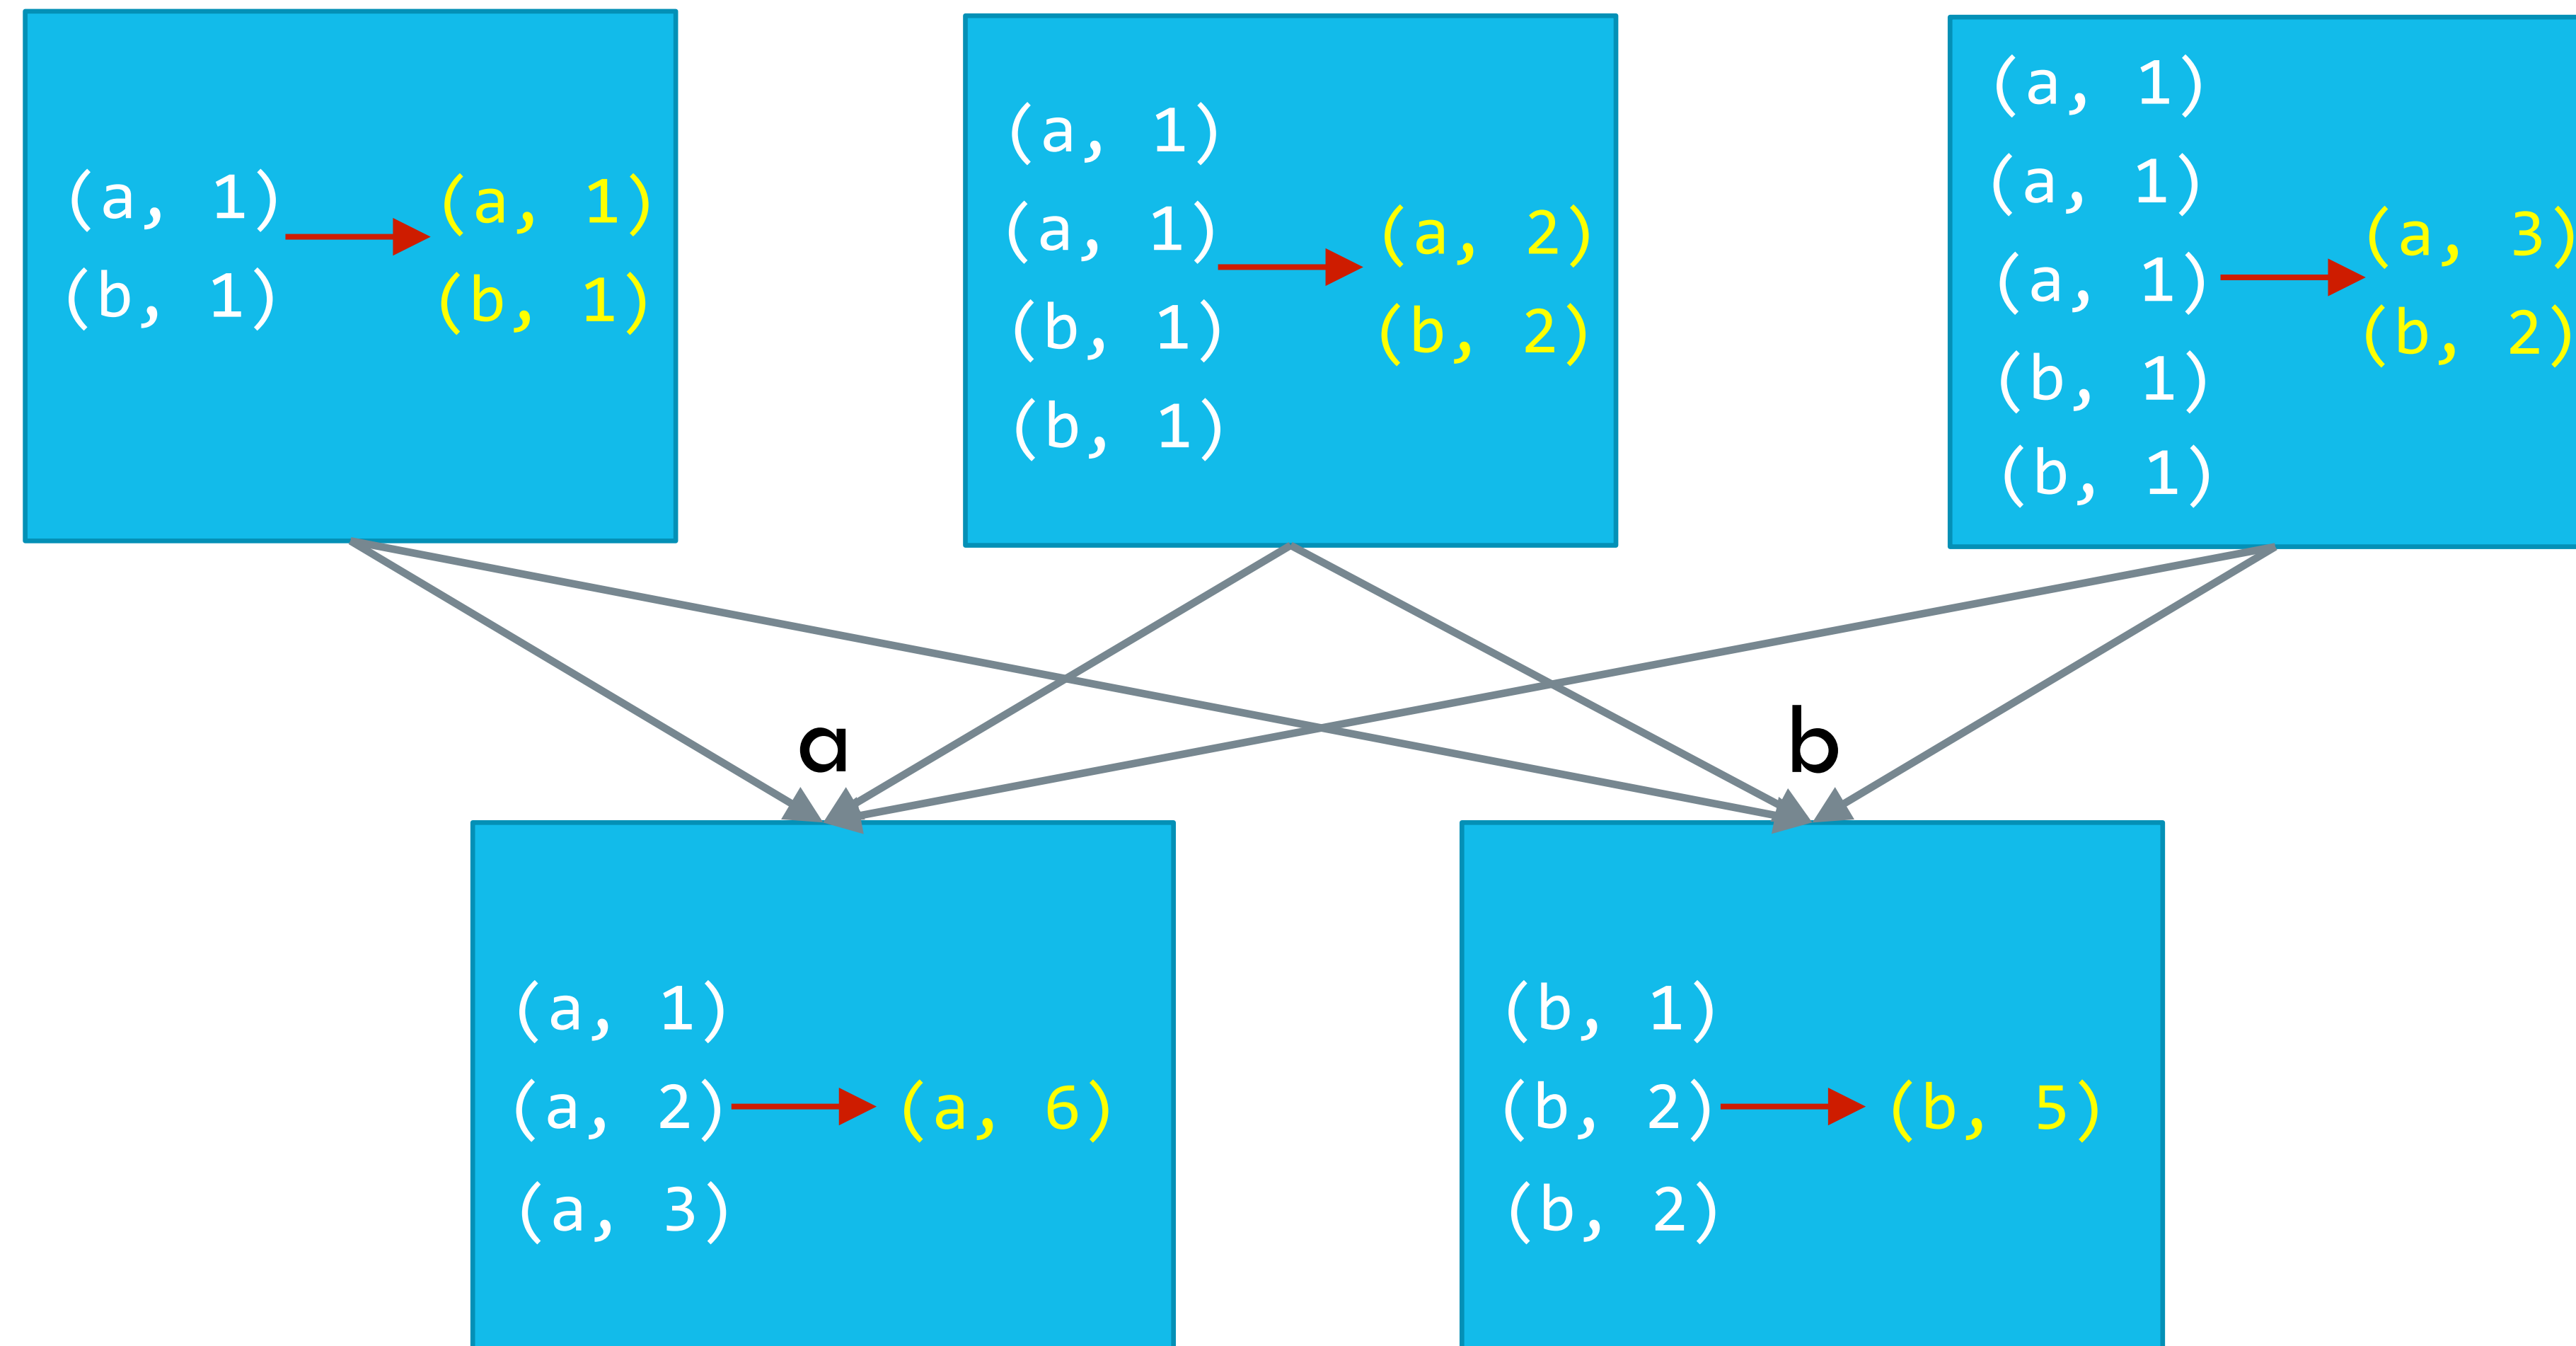 (a, 1)
(b, 1)
(a, 1)
(b, 1)
(a, 1)
(a, 1)
(b, 1)
(b, 1)
(a, 2)
(b, 2)
(a, 1)
(a, 1)
(a, 1)
(b, 1)
(b, 1)
(a, 3)
(b, 2)
a
b
(a, 1)
(a, 2)
(a, 3)
(a, 6)
(b, 1)
(b, 2)
(b, 2)
(b, 5)